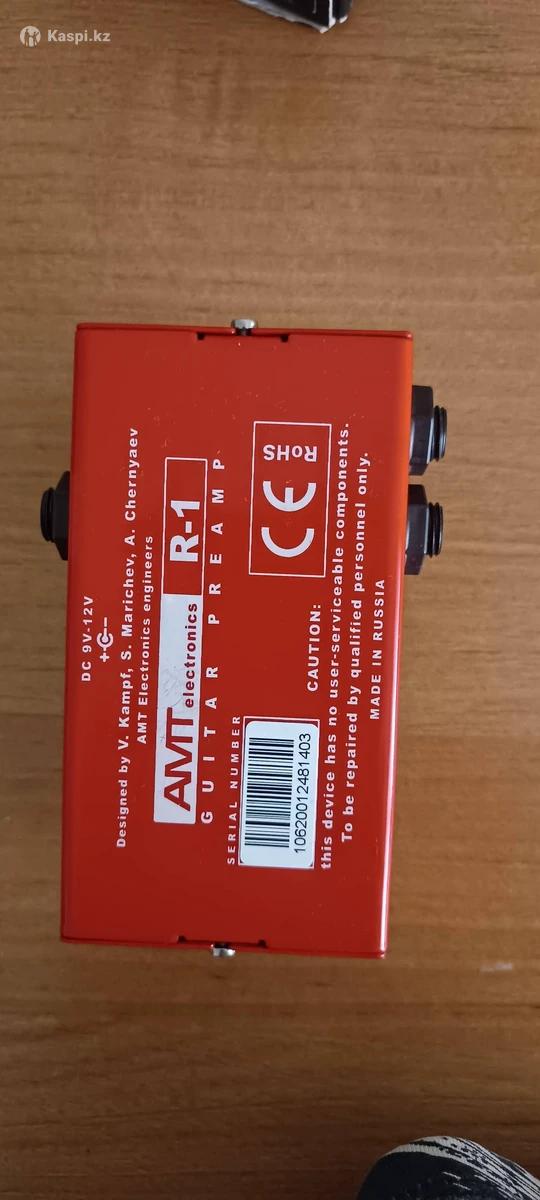 Kaspi.kz
DC 9V-12V
+ -
Designed by V. Kampf, S. Marichev, A. Chernyaev
AMT Electronics engineers
AMT electronics R-1
GUITAR PREAMP
SERIAL NUMBER
10620012481403
CE RoHS
CAUTION:
this device has no user-serviceable components.
To be repaired by qualified personnel only.
MADE IN RUSSIA